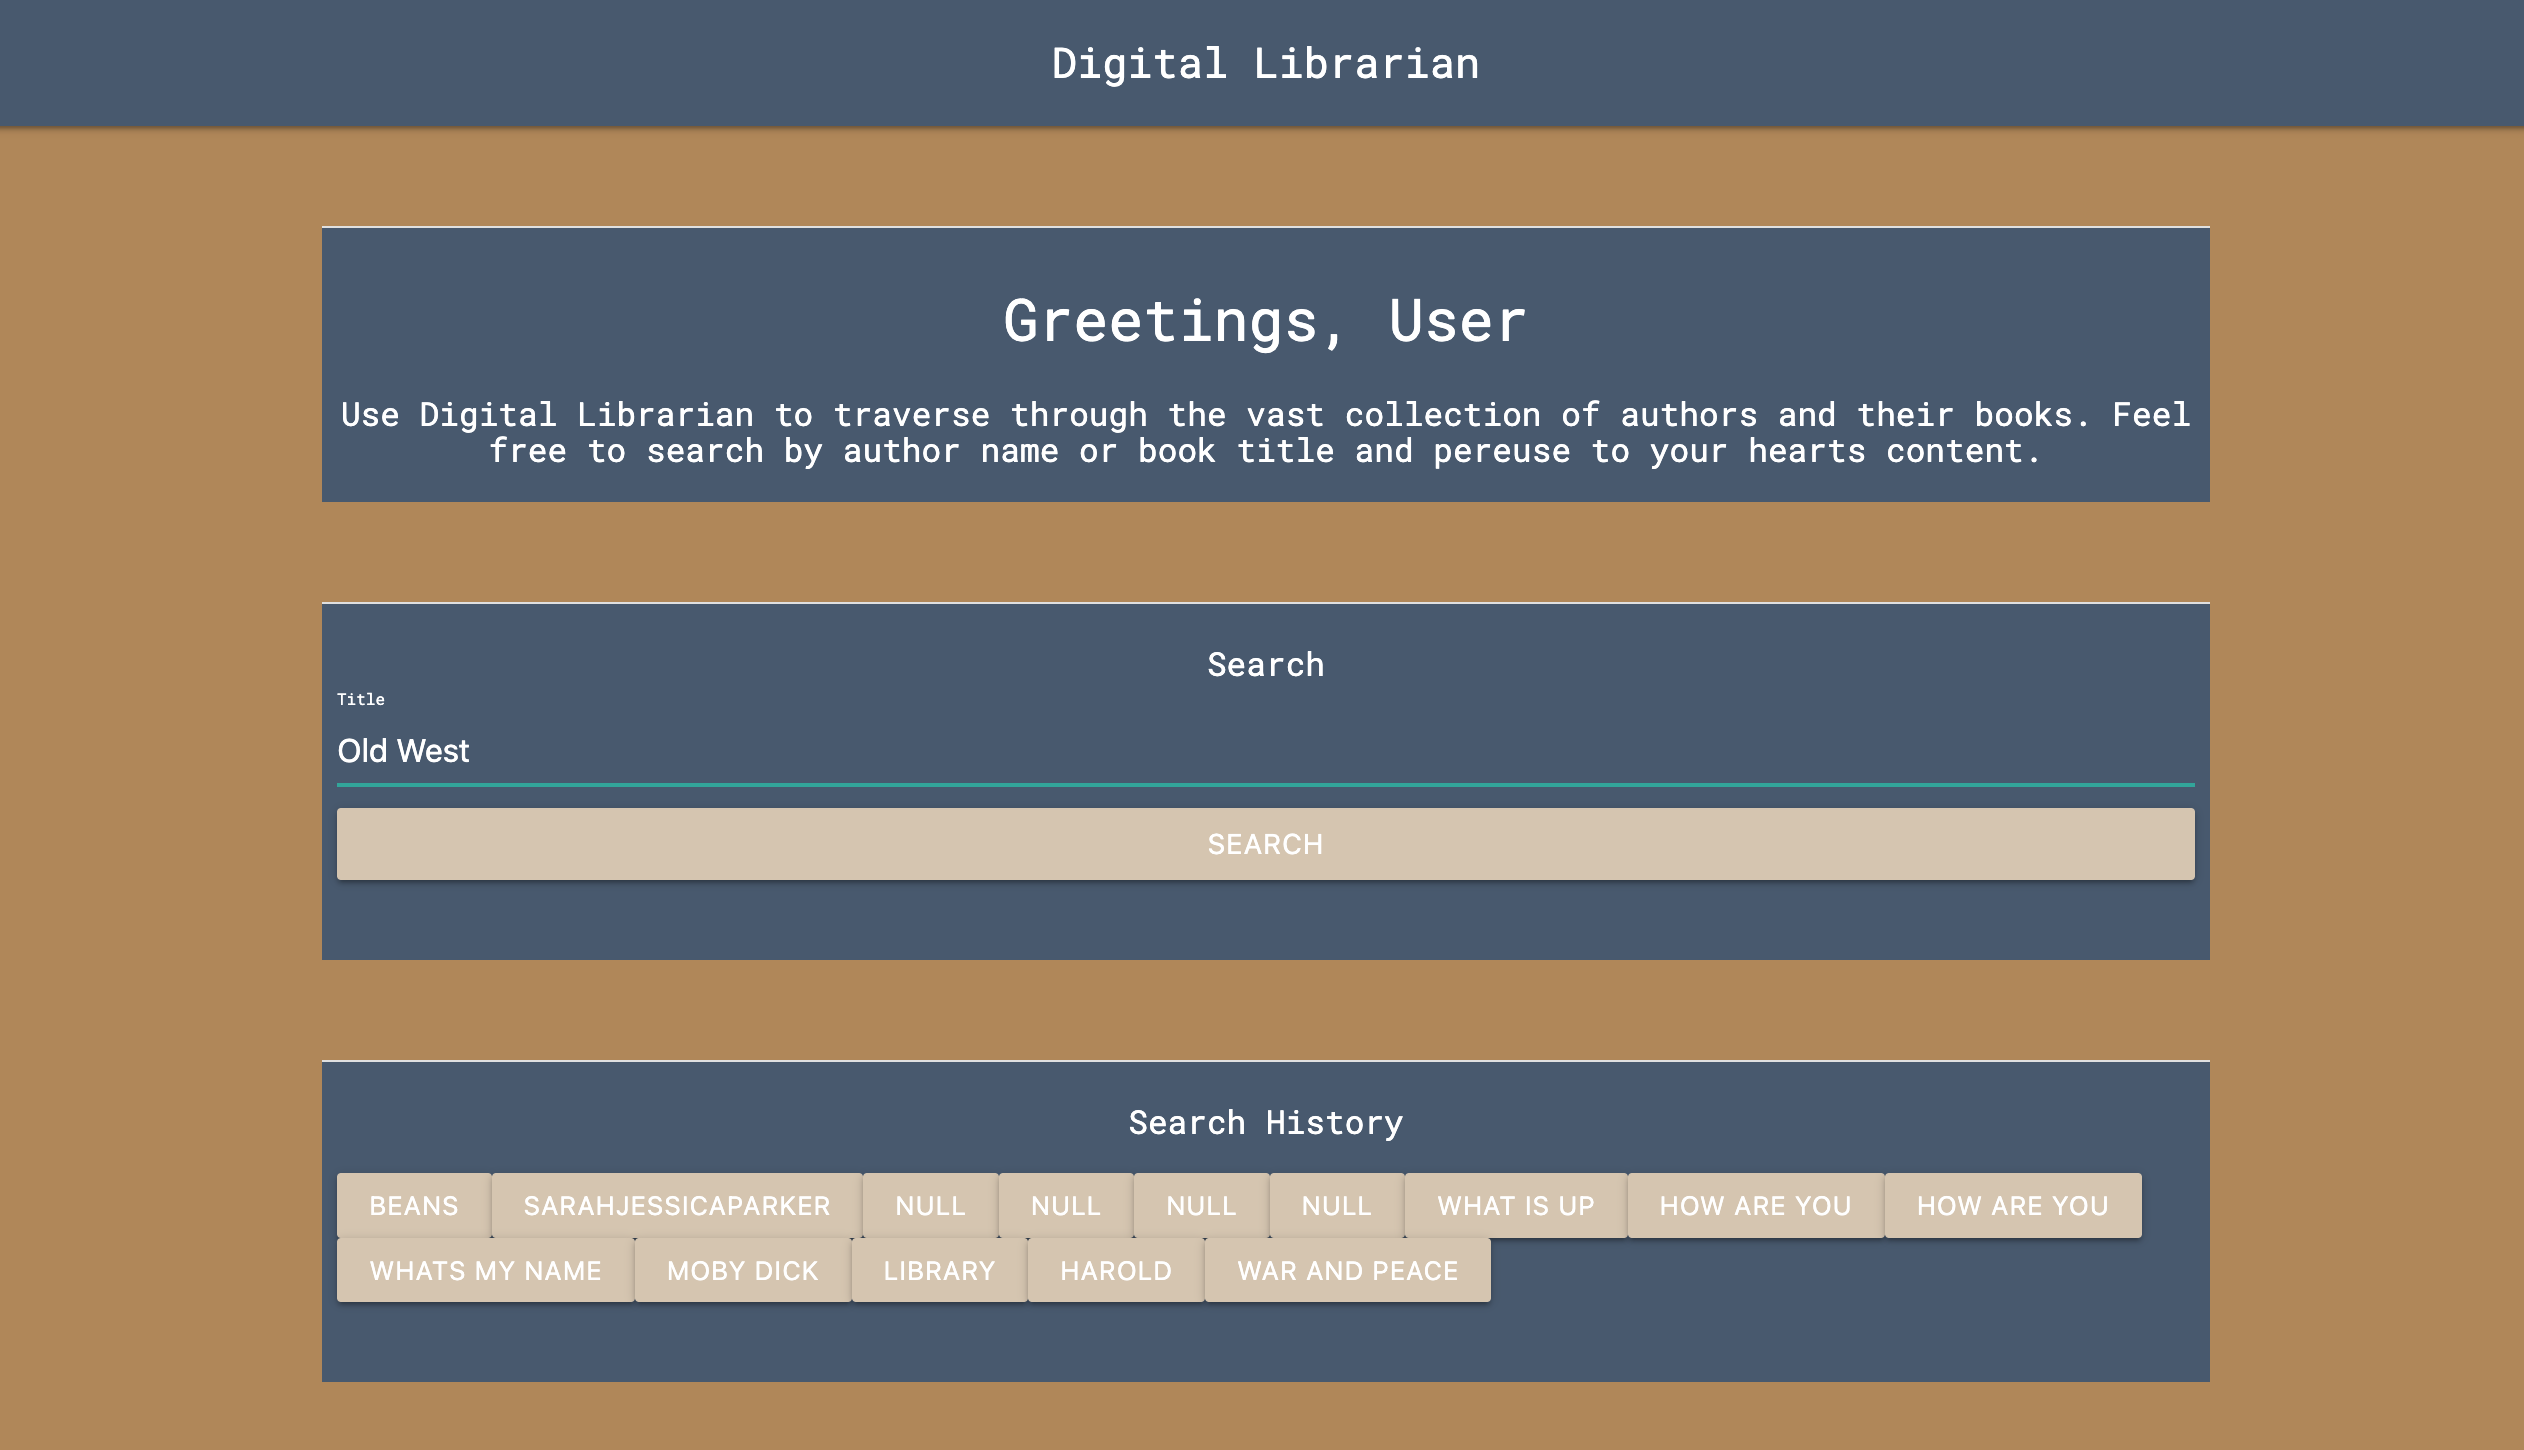 Digital Librarian
Greetings, User
Use Digital Librarian to traverse through the vast collection of authors and their books. Feel
free to search by author name or book title and pereuse to your hearts content.
Search
Title
Old West
SEARCH
Search History
BEANS SARAHJESSICAPARKER NULL NULL NULL NULL WHAT IS UP HOW ARE YOU HOW ARE YOU
WHATS MY NAME MOBY DICK LIBRARY HAROLD WAR AND PEACE